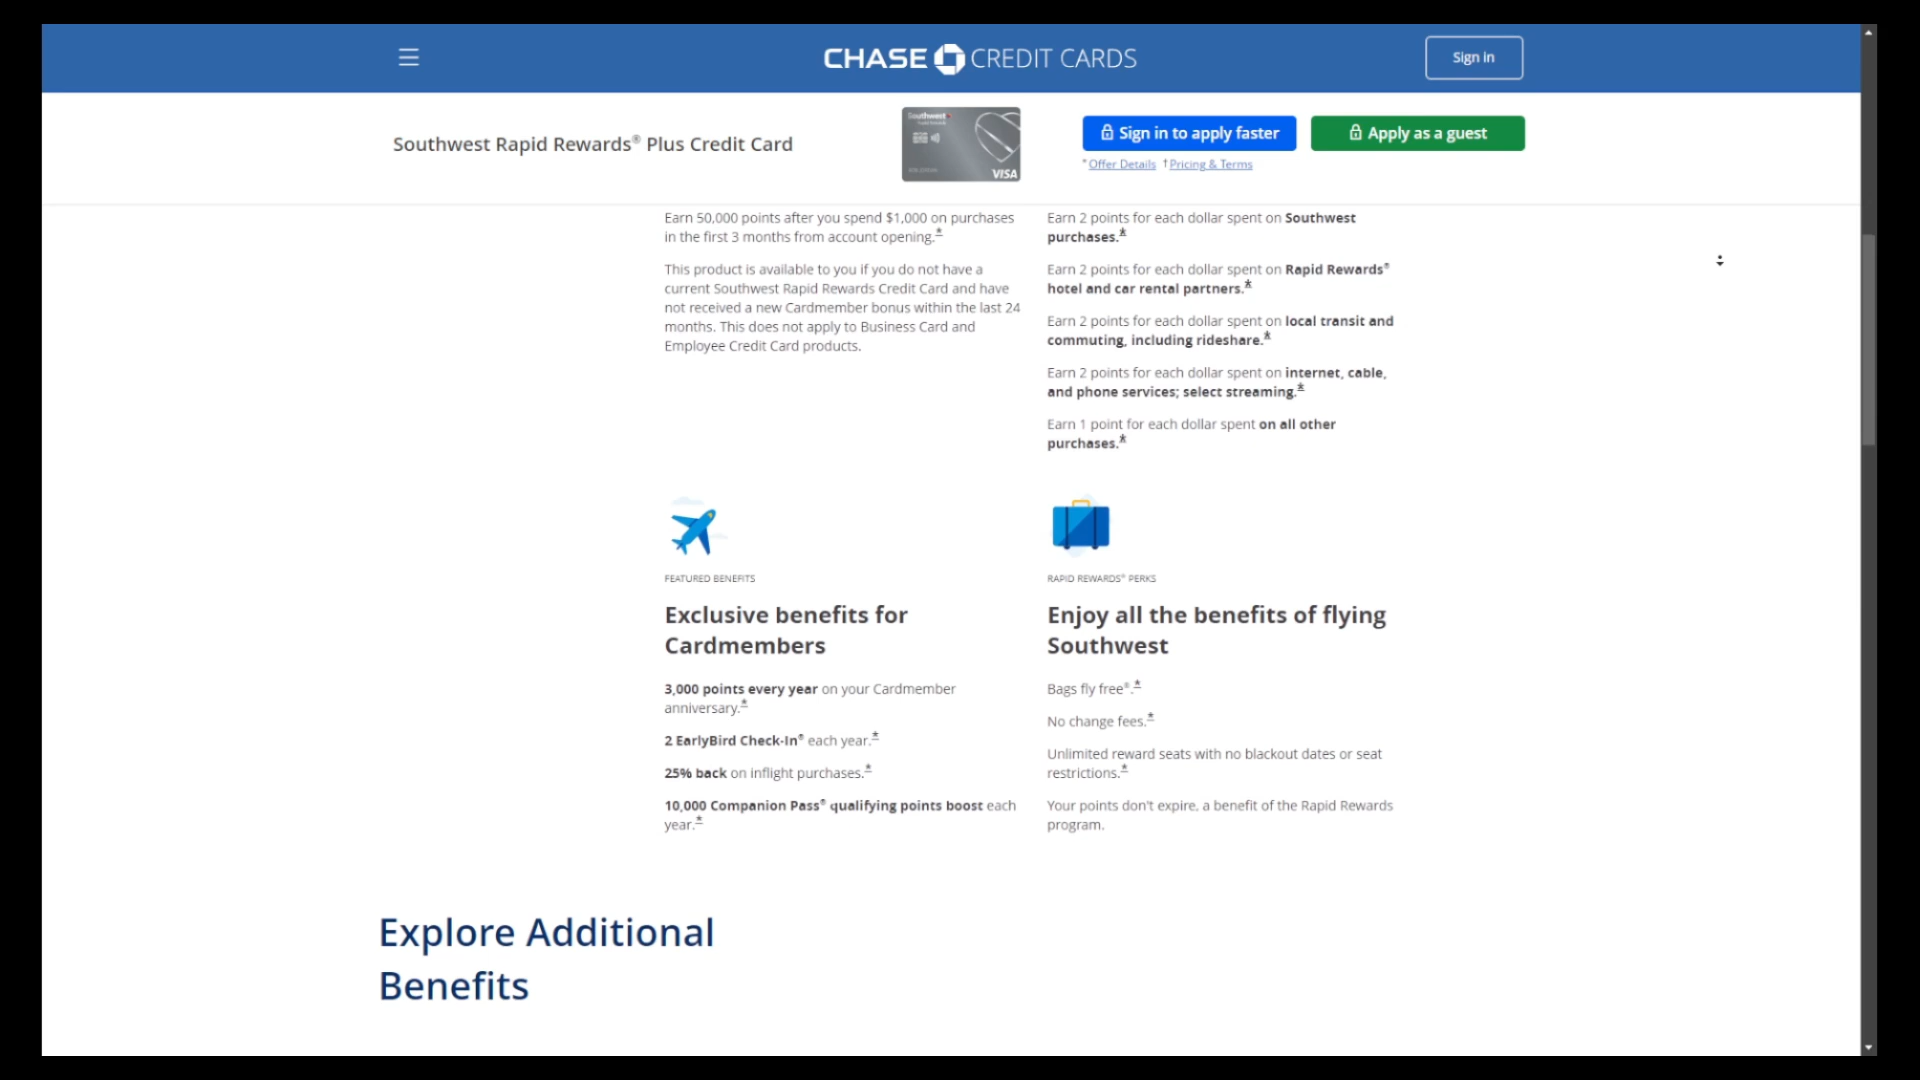 CHASE CREDIT CARDS
Sign in
Southwest Rapid Rewards® Plus Credit Card
Southwest
Rapid Rewards
VISA
Sign in to apply faster
Apply as a guest
*Offer Details †Pricing & Terms
Earn 50,000 points after you spend $1,000 on purchases
in the first 3 months from account opening.*
This product is available to you if you do not have a
current Southwest Rapid Rewards Credit Card and have
not received a new Cardmember bonus within the last 24
months. This does not apply to Business Card and
Employee Credit Card products.
Earn 2 points for each dollar spent on Southwest
purchases.*
Earn 2 points for each dollar spent on Rapid Rewards®
hotel and car rental partners.*
Earn 2 points for each dollar spent on local transit and
commuting, including rideshare.*
Earn 2 points for each dollar spent on internet, cable,
and phone services; select streaming.*
Earn 1 point for each dollar spent on all other
purchases.*
FEATURED BENEFITS
Exclusive benefits for
Cardmembers
3,000 points every year on your Cardmember
anniversary.*
2 EarlyBird Check-In® each year.*
25% back on inflight purchases.*
10,000 Companion Pass® qualifying points boost each
year.*
RAPID REWARDS® PERKS
Enjoy all the benefits of flying
Southwest
Bags fly free®.*
No change fees.*
Unlimited reward seats with no blackout dates or seat
restrictions.*
Your points don't expire, a benefit of the Rapid Rewards
program.
Explore Additional
Benefits